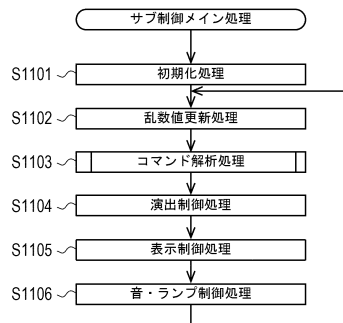 サブ制御メイン処理
S1101 初期化処理
S1102 乱数値更新処理
S1103 コマンド解析処理
S1104 演出制御処理
S1105 表示制御処理
S1106 音・ランプ制御処理